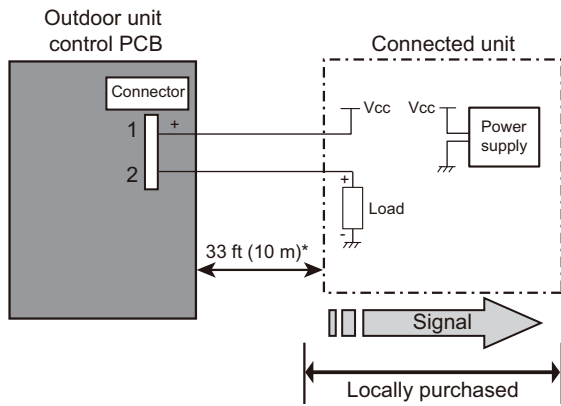 Outdoor unit
control PCB
Connected unit
Connector
1
+
Vcc
Vcc
Power
supply
2
+
Load
-
33 ft (10 m)*
Signal
Locally purchased